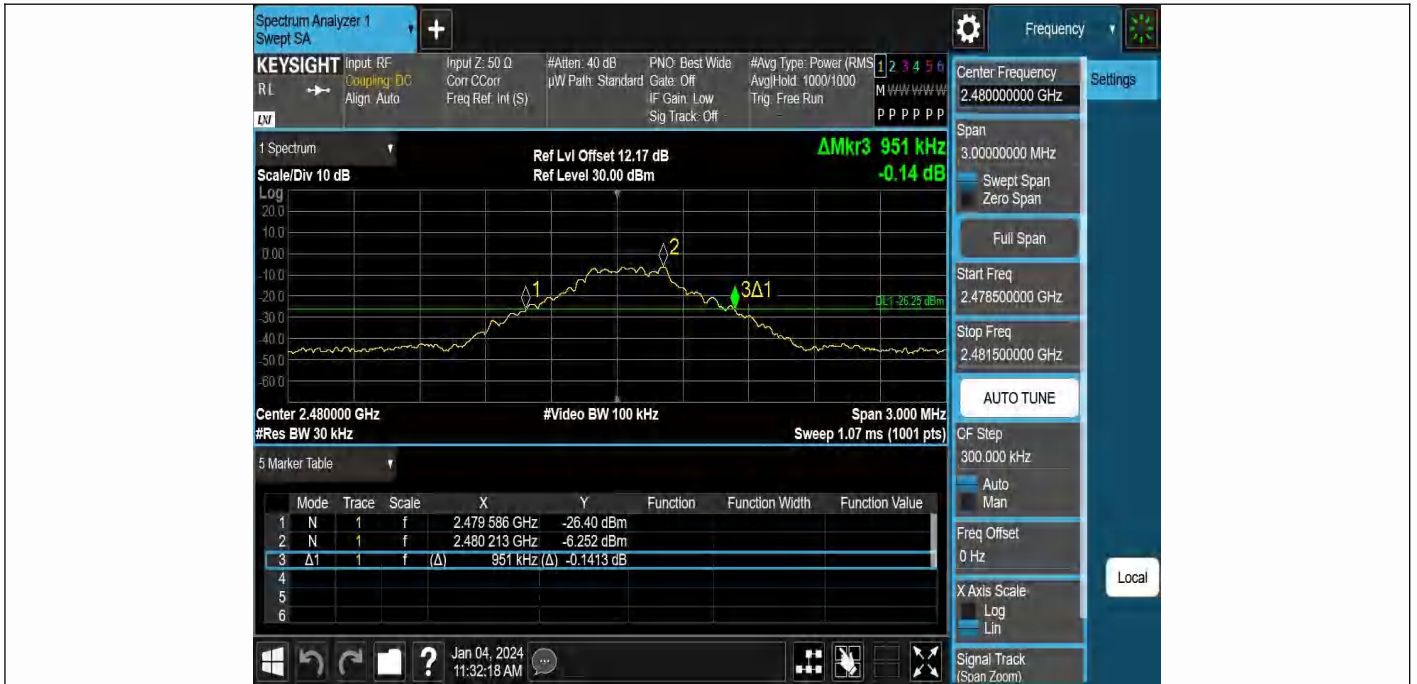 Spectrum Analyzer 1
Swept SA
+
Frequency
KEYSIGHT
RL
LXI
Input: RF
Coupling: DC
Align: Auto
Input Z: 50 Ω
Corr CCorr
Freq Ref: Int (S)
#Atten: 40 dB
µW Path: Standard
PNO: Best Wide
Gate: Off
IF Gain: Low
Sig Track: Off
#Avg Type: Power (RMS
Avg|Hold: 1000/1000
Trig: Free Run
1 2 3 4 5 6
M W W W W W
P P P P P P
Center Frequency
2.480000000 GHz
Settings
1 Spectrum
Scale/Div 10 dB
Ref Lvl Offset 12.17 dB
Ref Level 30.00 dBm
ΔMkr3 951 kHz
-0.14 dB
Log
20.0
10.0
0.00
-10.0
-20.0
-30.0
-40.0
-50.0
-60.0
1
2
3Δ1
DL1 -26.25 dBm
Center 2.480000 GHz
#Res BW 30 kHz
#Video BW 100 kHz
Span 3.000 MHz
Sweep 1.07 ms (1001 pts)
Span
3.00000000 MHz
Swept Span
Zero Span
Full Span
Start Freq
2.478500000 GHz
Stop Freq
2.481500000 GHz
AUTO TUNE
CF Step
300.000 kHz
Auto
Man
Freq Offset
0 Hz
X Axis Scale
Log
Lin
Signal Track
(Span Zoom)
Local
5 Marker Table
Mode Trace Scale X Y Function Function Width Function Value
1 N 1 f 2.479 586 GHz -26.40 dBm
2 N 1 f 2.480 213 GHz -6.252 dBm
3 Δ1 1 f (Δ) 951 kHz (Δ) -0.1413 dB
4
5
6
?
Jan 04, 2024
11:32:18 AM